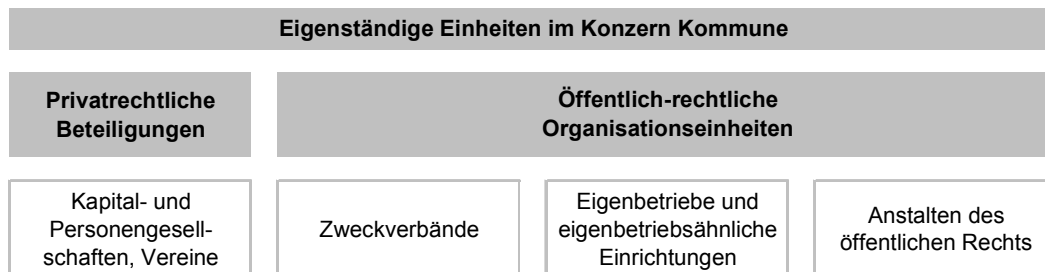 Eigenständige Einheiten im Konzern Kommune
Privatrechtliche
Beteiligungen
Öffentlich-rechtliche
Organisationseinheiten
Kapital- und
Personengesell-
schaften, Vereine
Zweckverbände
Eigenbetriebe und
eigenbetriebsähnliche
Einrichtungen
Anstalten des
öffentlichen Rechts